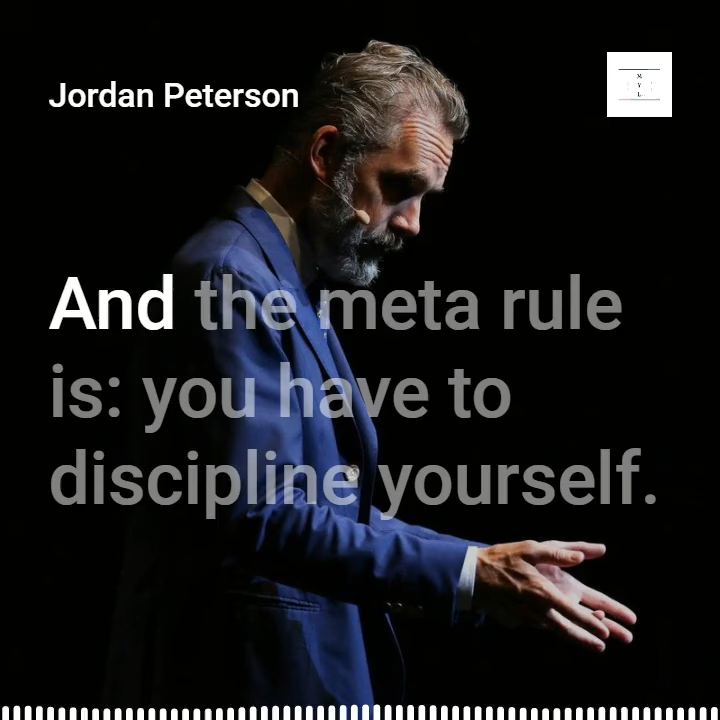 Jordan Peterson
M
V
L
And the meta rule
is: you have to
discipline yourself.